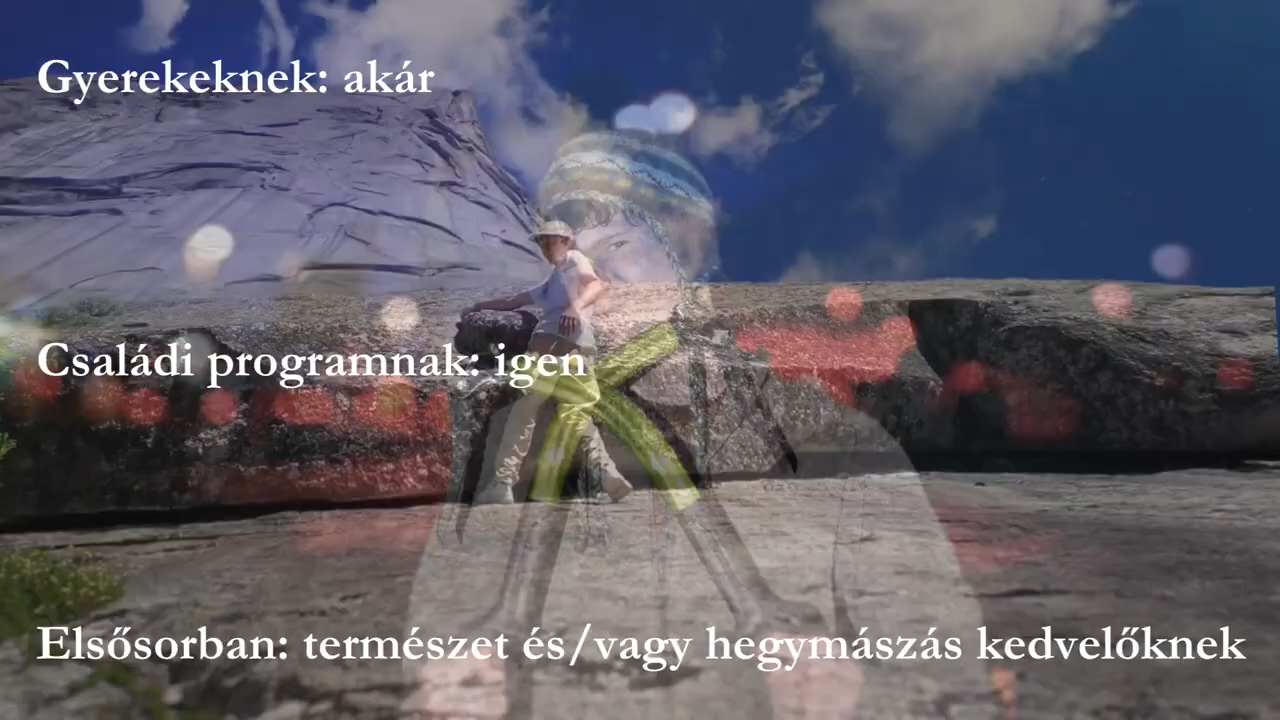 Gyerekeknek: akár
Családi programnak: igen
Elsősorban: természet és/vagy hegymászás kedvelőknek